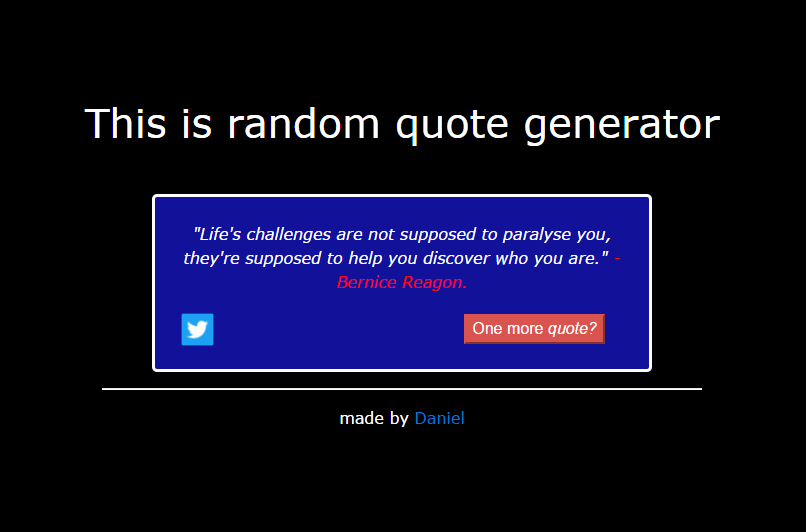 This is random quote generator
"Life's challenges are not supposed to paralyse you,
they're supposed to help you discover who you are." -
Bernice Reagon.
One more quote?
made by Daniel